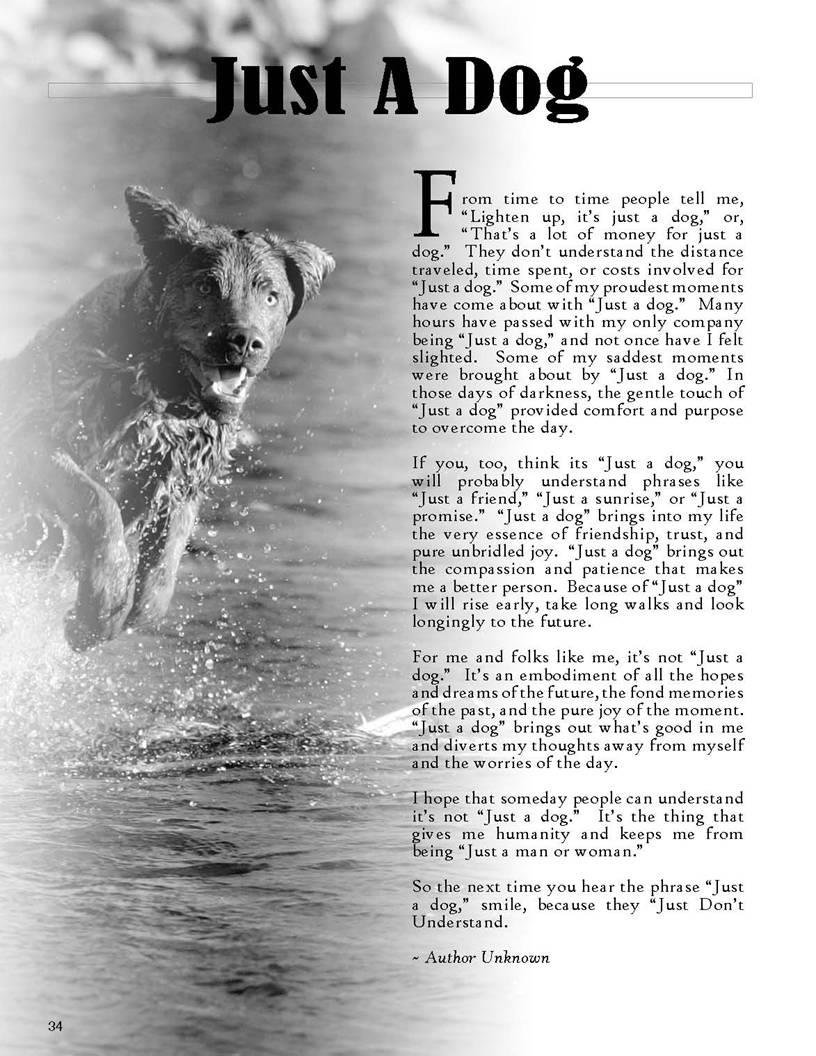 Just A Dog
From time to time people tell me,
“Lighten up, it’s just a dog,” or,
“That’s a lot of money for just a
dog.” They don’t understand the distance
traveled, time spent, or costs involved for
“Just a dog.” Some of my proudest moments
have come about with “Just a dog.” Many
hours have passed with my only company
being “Just a dog,” and not once have I felt
slighted. Some of my saddest moments
were brought about by “Just a dog.” In
those days of darkness, the gentle touch of
“Just a dog” provided comfort and purpose
to overcome the day.
If you, too, think its “Just a dog,” you
will probably understand phrases like
“Just a friend,” “Just a sunrise,” or “Just a
promise.” “Just a dog” brings into my life
the very essence of friendship, trust, and
pure unbridled joy. “Just a dog” brings out
the compassion and patience that makes
me a better person. Because of “Just a dog”
I will rise early, take long walks and look
longingly to the future.
For me and folks like me, it’s not “Just a
dog.” It’s an embodiment of all the hopes
and dreams of the future, the fond memories
of the past, and the pure joy of the moment.
“Just a dog” brings out what’s good in me
and diverts my thoughts away from myself
and the worries of the day.
I hope that someday people can understand
it’s not “Just a dog.” It’s the thing that
gives me humanity and keeps me from
being “Just a man or woman.”
So the next time you hear the phrase “Just
a dog,” smile, because they “Just Don’t
Understand.
~ Author Unknown
34